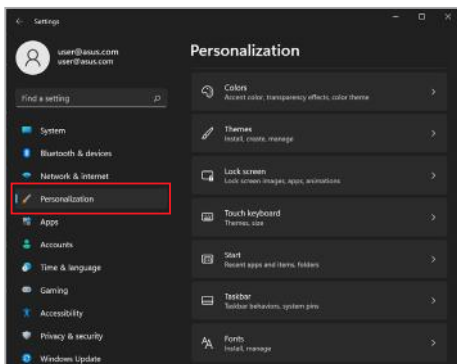 Settings
user@asus.com
user@asus.com
Find a setting
System
Bluetooth & devices
Network & internet
Personalization
Apps
Accounts
Time & language
Gaming
Accessibility
Privacy & security
Windows Update
Personalization
Colors
Accent color, transparency effects, color theme
Themes
Install, create, manage
Lock screen
Lock screen images, apps, animations
Touch keyboard
Themes, size
Start
Recent apps and items, folders
Taskbar
Taskbar behaviors, system pins
Fonts
Install, manage